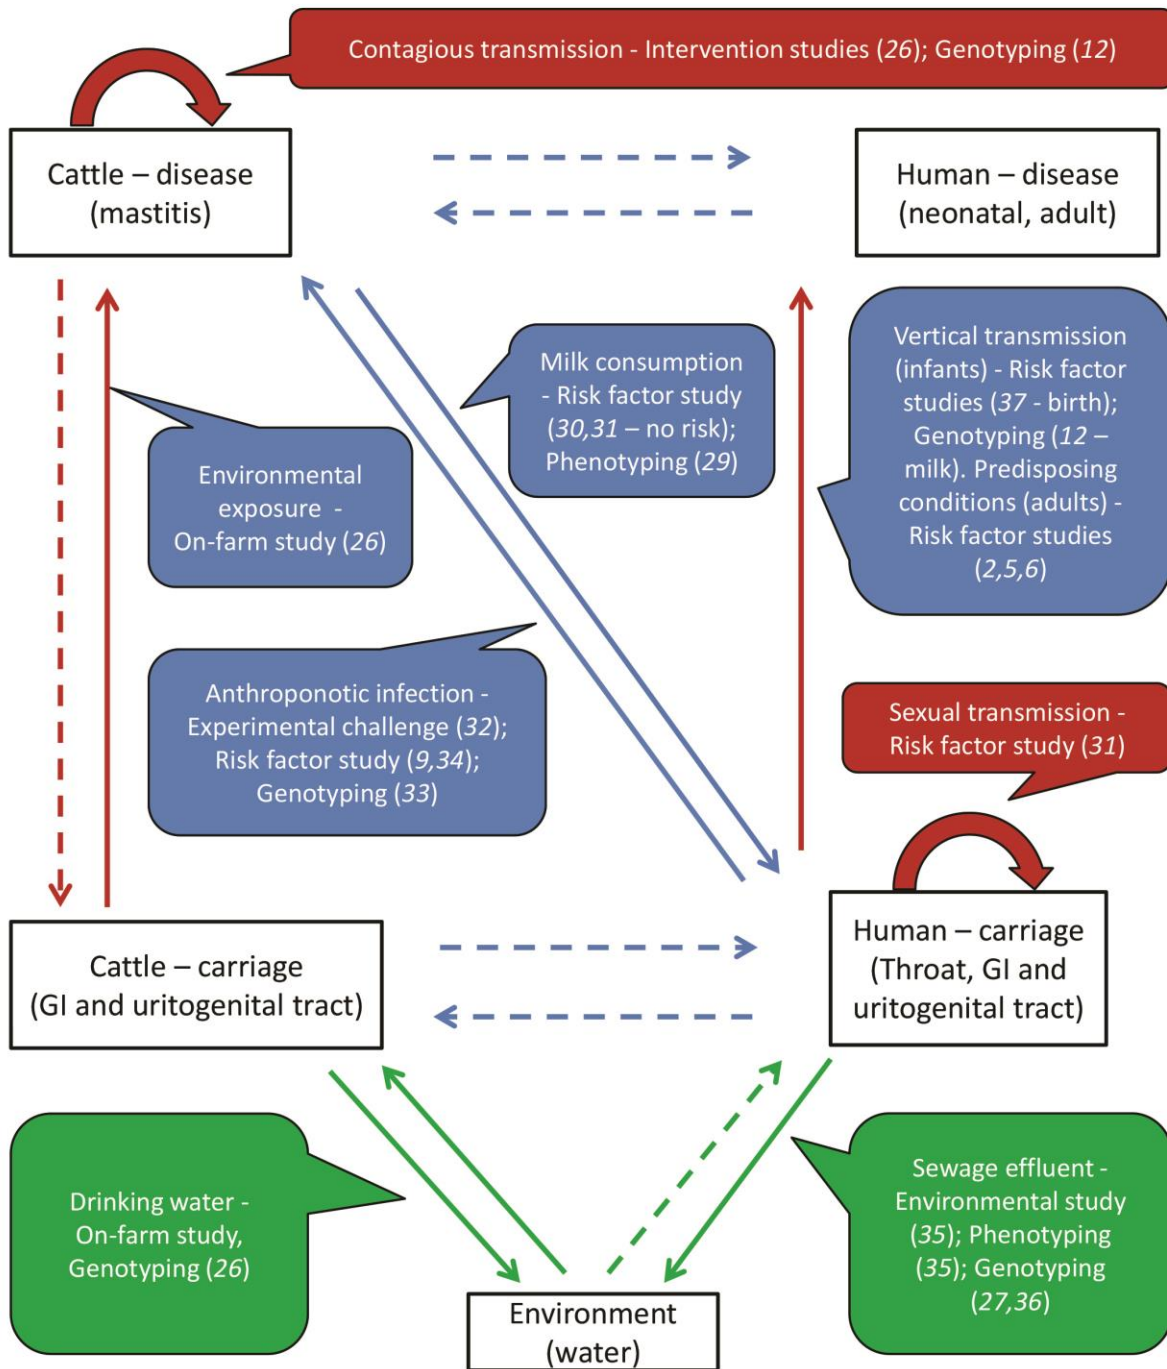 Contagious transmission - Intervention studies (26); Genotyping (12)
Cattle – disease
(mastitis)
Human – disease
(neonatal, adult)
Milk consumption
- Risk factor study
(30,31 – no risk);
Phenotyping (29)
Vertical transmission
(infants) - Risk factor
studies (37 - birth);
Genotyping (12 –
milk). Predisposing
conditions (adults) -
Risk factor studies
(2,5,6)
Environmental
exposure -
On-farm study (26)
Anthroponotic infection -
Experimental challenge (32);
Risk factor study (9,34);
Genotyping (33)
Sexual transmission -
Risk factor study (31)
Cattle – carriage
(GI and uritogenital tract)
Human – carriage
(Throat, GI and
uritogenital tract)
Drinking water -
On-farm study,
Genotyping (26)
Sewage effluent -
Environmental study
(35); Phenotyping
(35); Genotyping
(27,36)
Environment
(water)